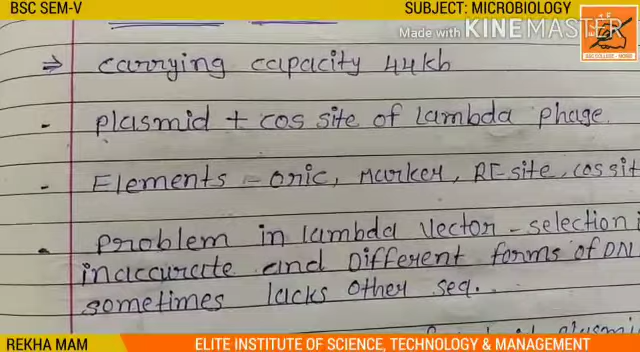 BSC SEM-V
SUBJECT: MICROBIOLOGY
Made with KINEMASTER
⇒ carrying capacity 44kb
- plasmid + cos site of lambda phage.
- Elements - oric, Marker, RE site, cos sit
- problem in lambda vector - selection i
inaccurate and Different forms of DN
sometimes lacks other seq..
plasmi
REKHA MAM
ELITE INSTITUTE OF SCIENCE, TECHNOLOGY & MANAGEMENT